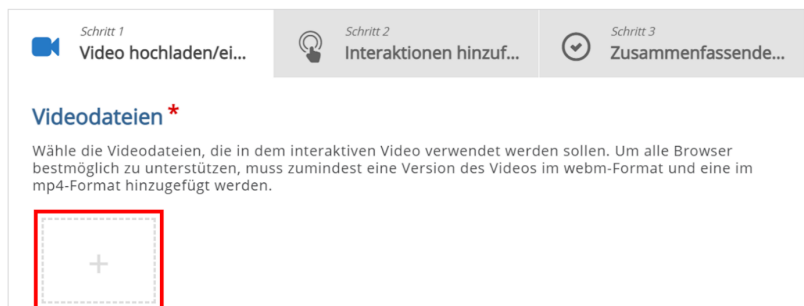 Schritt 1
Video hochladen/ei...
Schritt 2
Interaktionen hinzuf...
Schritt 3
Zusammenfassende...
Videodateien *
Wähle die Videodateien, die in dem interaktiven Video verwendet werden sollen. Um alle Browser
bestmöglich zu unterstützen, muss zumindest eine Version des Videos im webm-Format und eine im
mp4-Format hinzugefügt werden.
+